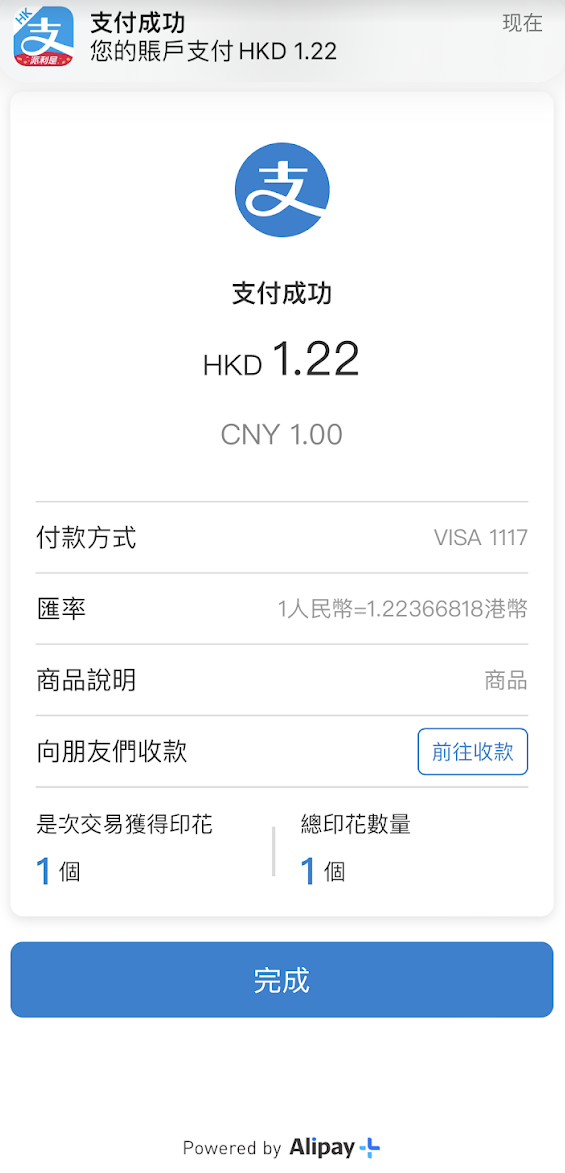 HK
支
派利是
支付成功
现在
您的賬戶支付 HKD 1.22
支
支付成功
HKD 1.22
CNY 1.00
付款方式 VISA 1117
匯率 1人民幣=1.22366818港幣
商品說明 商品
向朋友們收款 前往收款
是次交易獲得印花 總印花數量
1 個 1 個
完成
Powered by Alipay+